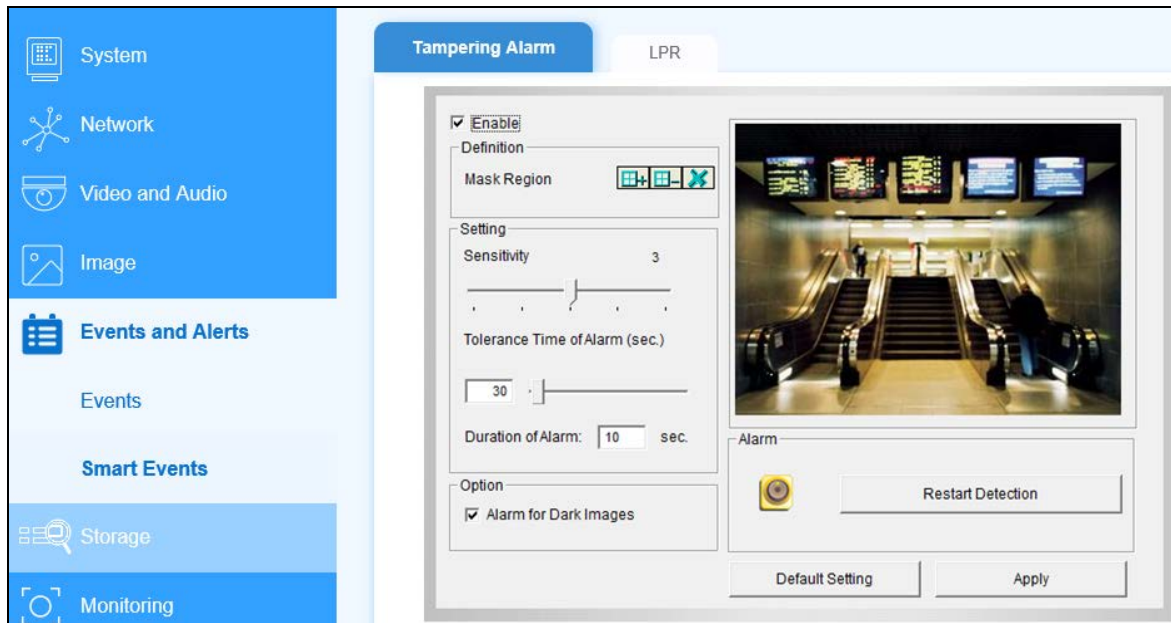 System
Network
Video and Audio
Image
Events and Alerts
Events
Smart Events
Storage
Monitoring
Tampering Alarm
LPR
Enable
Definition
Mask Region
Setting
Sensitivity 3
Tolerance Time of Alarm (sec.)
30
Duration of Alarm: 10 sec.
Option
Alarm for Dark Images
Alarm
Restart Detection
Default Setting
Apply